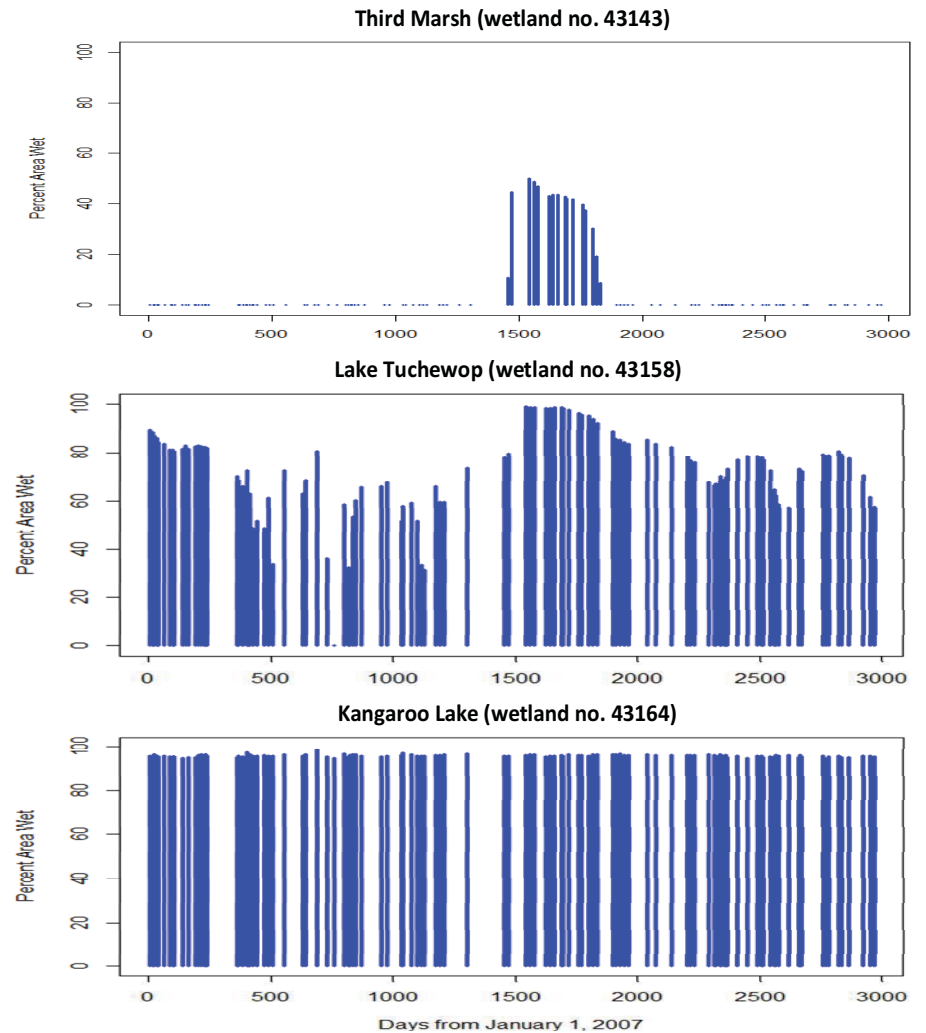 Third Marsh (wetland no. 43143)
100
80
60
40
20
0
Percent Area Wet
0 500 1000 1500 2000 2500 3000
Lake Tuchewop (wetland no. 43158)
100
80
60
40
20
0
Percent Area Wet
0 500 1000 1500 2000 2500 3000
Kangaroo Lake (wetland no. 43164)
100
80
60
40
20
0
Percent Area Wet
0 500 1000 1500 2000 2500 3000
Days from January 1, 2007